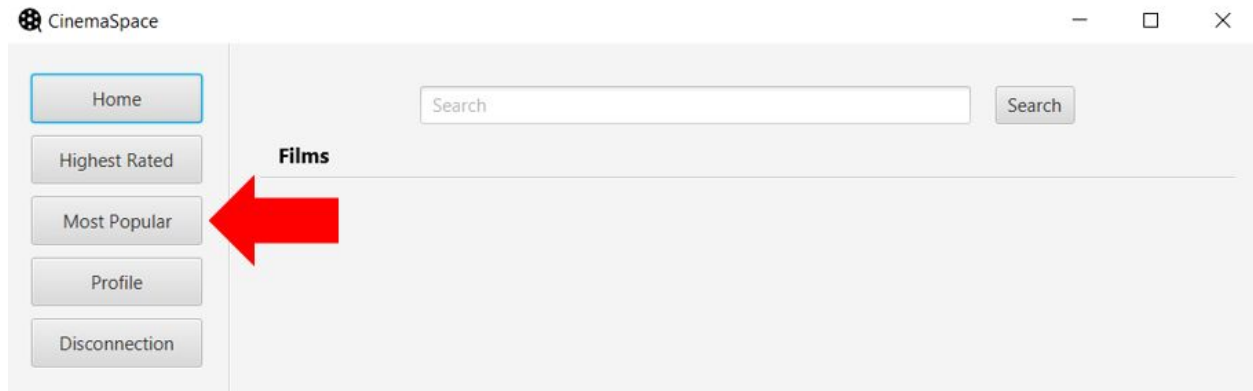 CinemaSpace
Home
Search
Search
Highest Rated
Films
Most Popular
Profile
Disconnection